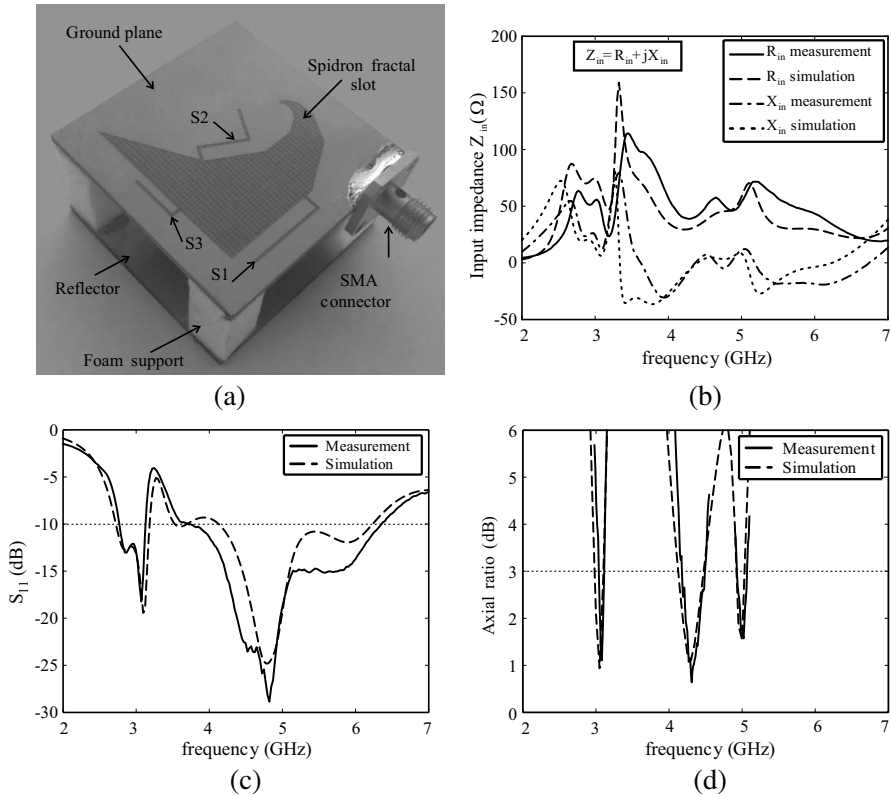 Ground plane
Spidron fractal
slot
S2
S3
S1
Reflector
SMA
connector
Foam support
(a)
Z_in=R_in+jX_in
R_in measurement
R_in simulation
X_in measurement
X_in simulation
Input impedance Z_in(Ω)
200
150
100
50
0
-50
2 3 4 5 6 7
frequency (GHz)
(b)
Measurement
Simulation
S_11 (dB)
0
-5
-10
-15
-20
-25
-30
2 3 4 5 6 7
frequency (GHz)
(c)
Measurement
Simulation
Axial ratio (dB)
6
5
4
3
2
1
0
2 3 4 5 6 7
frequency (GHz)
(d)